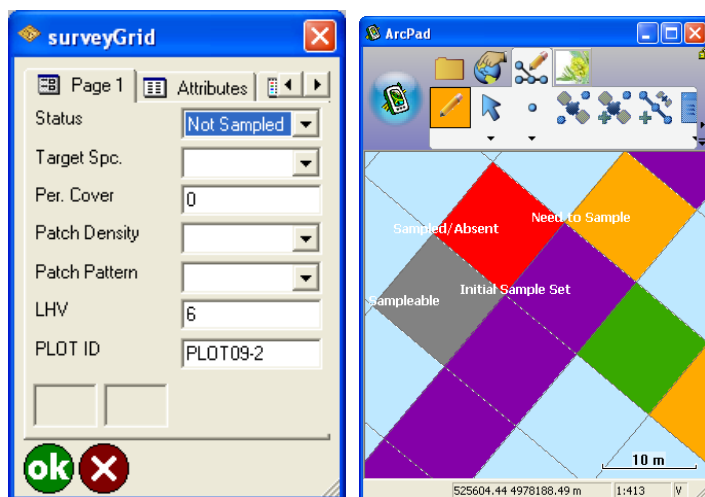 surveyGrid
Page 1
Attributes
Status
Not Sampled
Target Spc.
Per. Cover
0
Patch Density
Patch Pattern
LHV
6
PLOT ID
PLOT09-2
ok
ArcPad
Sampled/Absent
Need to Sample
Sampleable
Initial Sample Set
10 m
525604.44 4978188.49 m
1:413
V